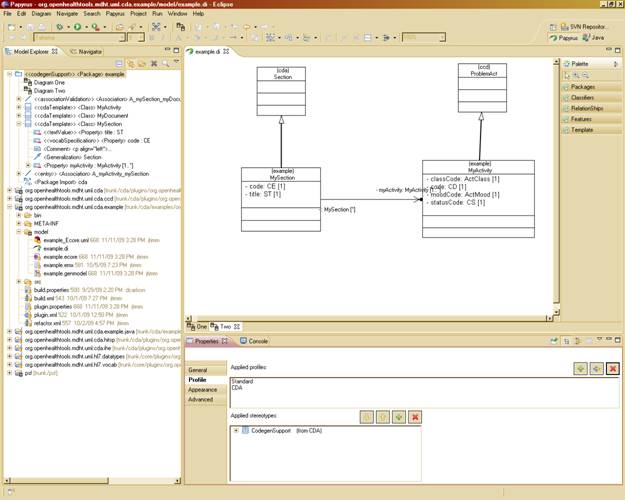 Papyrus - org.openhealthtools.mdht.uml.cda.example/model/example.di - Eclipse
File Edit Diagram Navigate Search Papyrus Project Run Window Help
SVN Repositor...
Tahoma
100%
Papyrus Java
Model Explorer Navigator
<<codegenSupport>> <Package> example
Diagram One
Diagram Two
<<associationValidation>> <Association> A_mySection_myDocu
<<cdaTemplate>> <Class> MyActivity
<<cdaTemplate>> <Class> MyDocument
<<cdaTemplate>> <Class> MySection
<<textValue>> <Property> title : ST
<<vocabSpecification>> <Property> code : CE
<Comment> <p align="left">...
<Generalization> Section
<Property> myActivity : MyActivity [1..*]
<<entry>> <Association> A_myActivity_mySection
<Package Import> cda
org.openhealthtools.mdht.uml.cda [trunk/cda/plugins/org.openhealth
org.openhealthtools.mdht.uml.cda.ccd [trunk/cda/plugins/org.open
org.openhealthtools.mdht.uml.cda.example [trunk/cda/examples/or
bin
META-INF
model
example_Ecore.uml 668 11/11/09 3:28 PM jtimm
example.di
example.ecore 668 11/11/09 3:28 PM jtimm
example.emx 581 10/5/09 7:23 PM jtimm
example.genmodel 668 11/11/09 3:28 PM jtimm
src
build.properties 500 9/29/09 2:20 PM dcarlson
build.xml 543 10/1/09 7:27 PM jtimm
plugin.properties 668 11/11/09 3:28 PM jtimm
plugin.xml 522 10/1/09 12:50 PM jtimm
refactor.xml 557 10/2/09 4:57 PM jtimm
org.openhealthtools.mdht.uml.cda.example.java [trunk/cda/example
org.openhealthtools.mdht.uml.cda.hitsp [trunk/cda/plugins/org.ope
org.openhealthtools.mdht.uml.cda.ihe [trunk/cda/plugins/org.openh
org.openhealthtools.mdht.uml.hl7.datatypes [trunk/core/plugins/or
org.openhealthtools.mdht.uml.hl7.vocab [trunk/core/plugins/org.op
psf [trunk/psf]
example.di
(cda)
Section
(ccd)
ProblemAct
(example)
MySection
- code: CE [1]
- title: ST [1]
(example)
MyActivity
- classCode: ActClass [1]
- code: CD [1]
- moodCode: ActMood [1]
- statusCode: CS [1]
- myActivity: MyActivity
MySection [*]
Palette
Packages
Classifiers
RelationShips
Features
Template
One Two
Properties Console
General
Profile
Appearance
Advanced
Applied profiles:
Standard
CDA
Applied stereotypes:
CodegenSupport (from CDA)